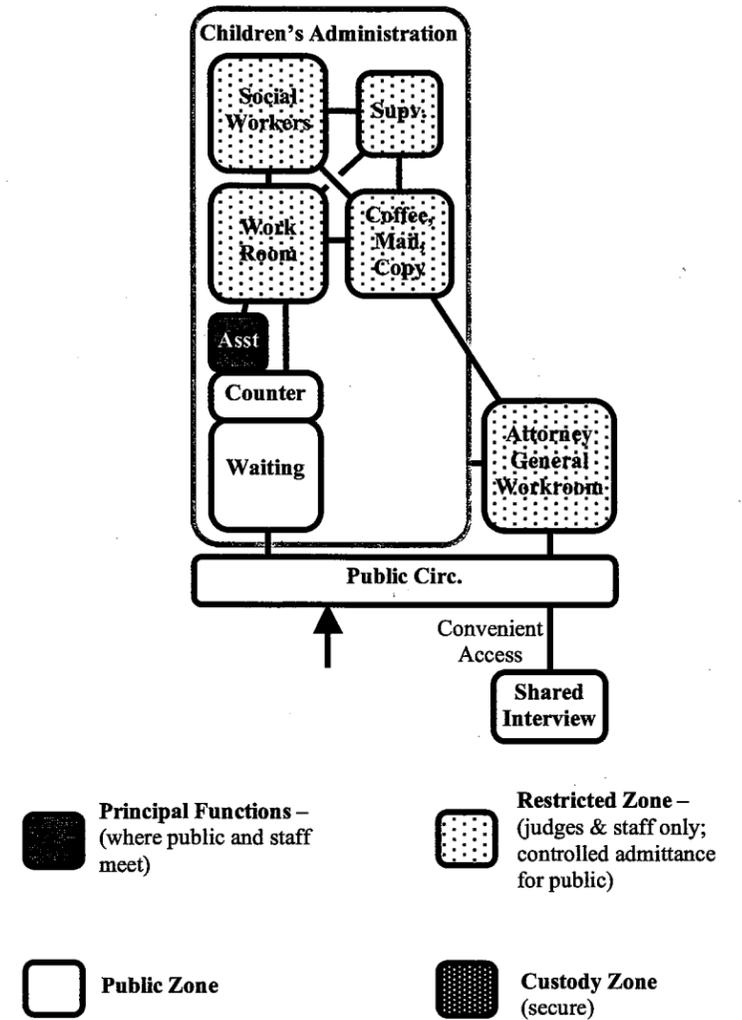 Children's Administration
Social
Workers
Supv.
Work
Room
Coffee,
Mail,
Copy
Asst
Counter
Waiting
Attorney
General
Workroom
Public Circ.
Convenient
Access
Shared
Interview
Principal Functions –
(where public and staff
meet)
Restricted Zone –
(judges & staff only;
controlled admittance
for public)
Public Zone
Custody Zone
(secure)